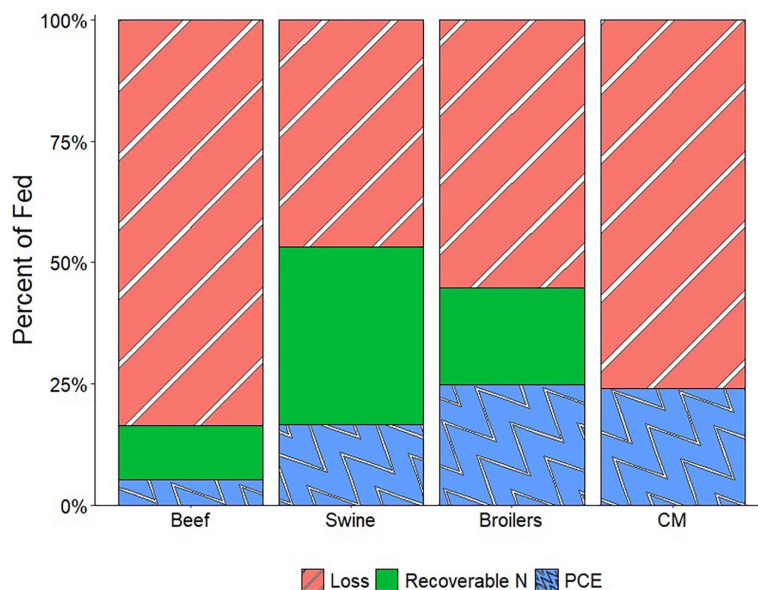 Percent of Fed
100%
75%
50%
25%
0%
Beef Swine Broilers CM
Loss Recoverable N PCE